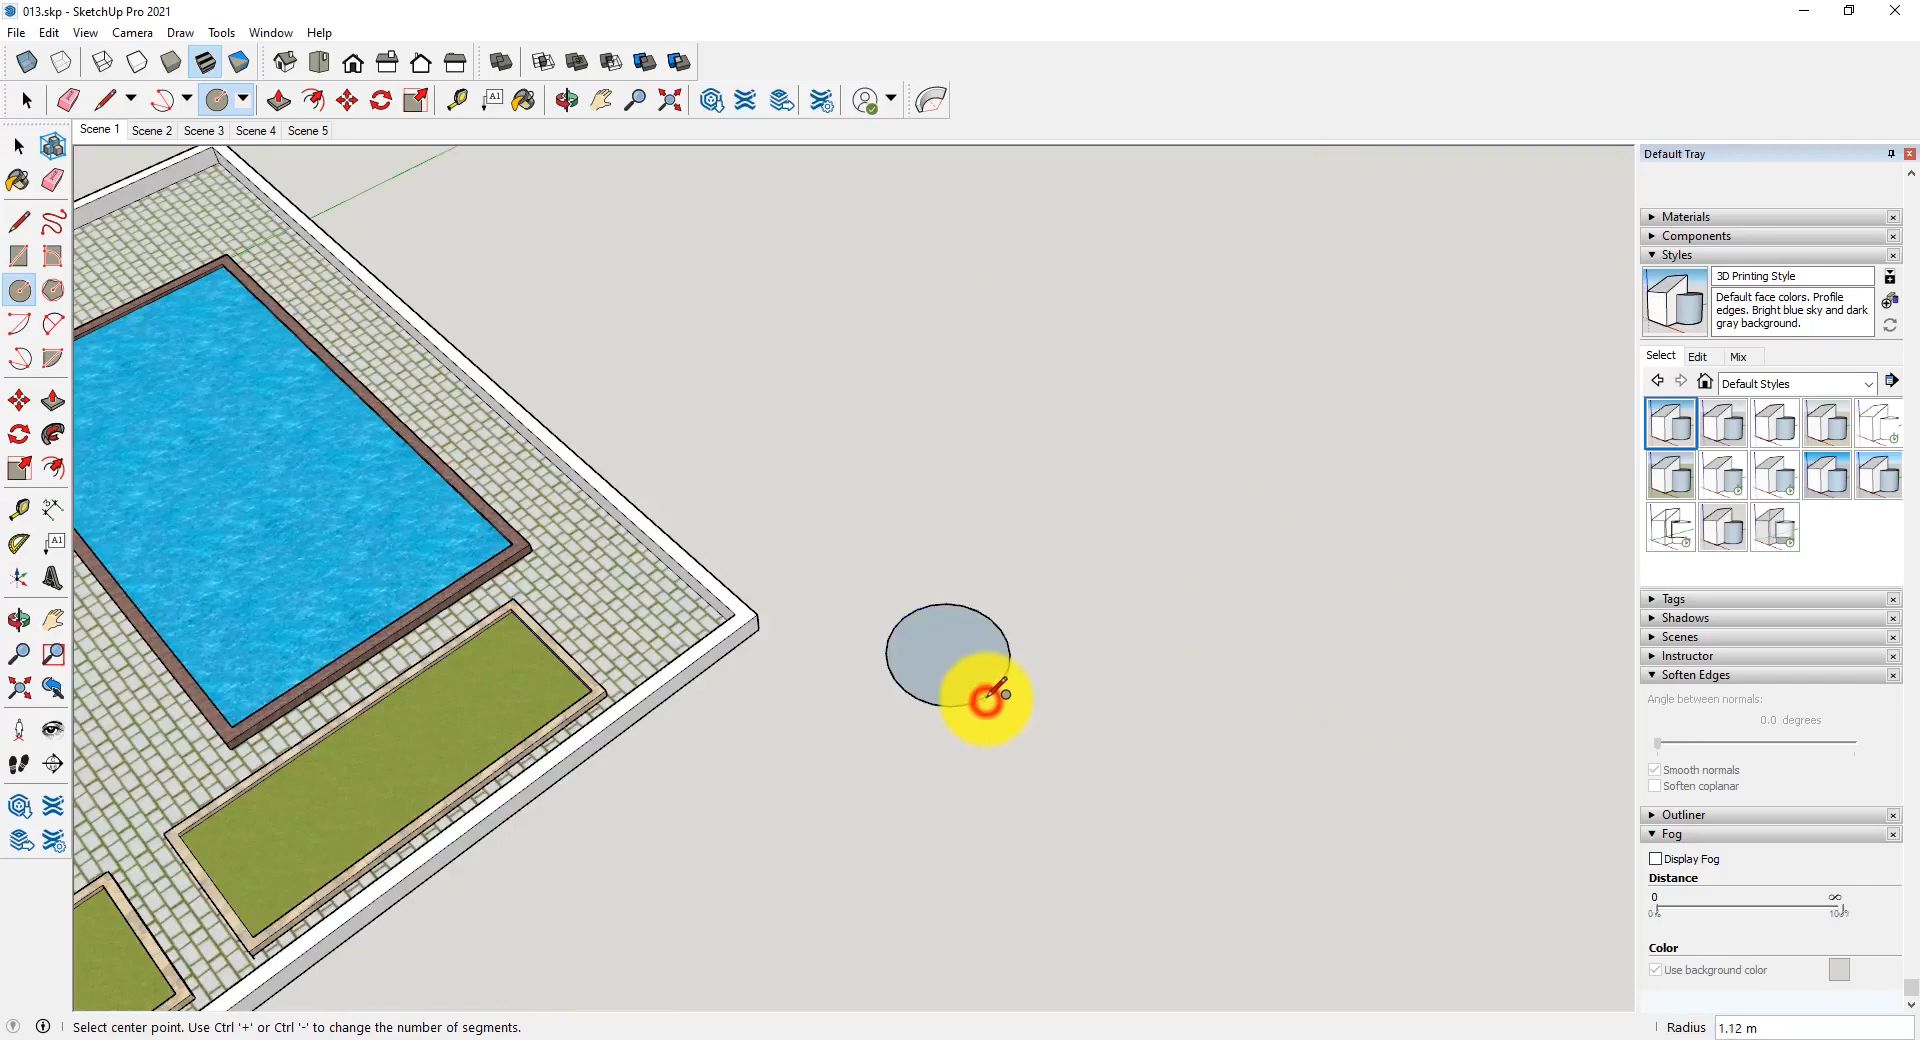 013.skp - SketchUp Pro 2021
File Edit View Camera Draw Tools Window Help
A1
Scene 1 Scene 2 Scene 3 Scene 4 Scene 5
Default Tray
Materials
Components
Styles
3D Printing Style
Default face colors. Profile
edges. Bright blue sky and dark
gray background.
Select Edit Mix
Default Styles
A1
Tags
Shadows
Scenes
Instructor
Soften Edges
Angle between normals:
0.0 degrees
Smooth normals
Soften coplanar
Outliner
Fog
Display Fog
Distance
0 ∞
0%
Color
Use background color
Select center point. Use Ctrl '+' or Ctrl '-' to change the number of segments.
Radius 1.12 m